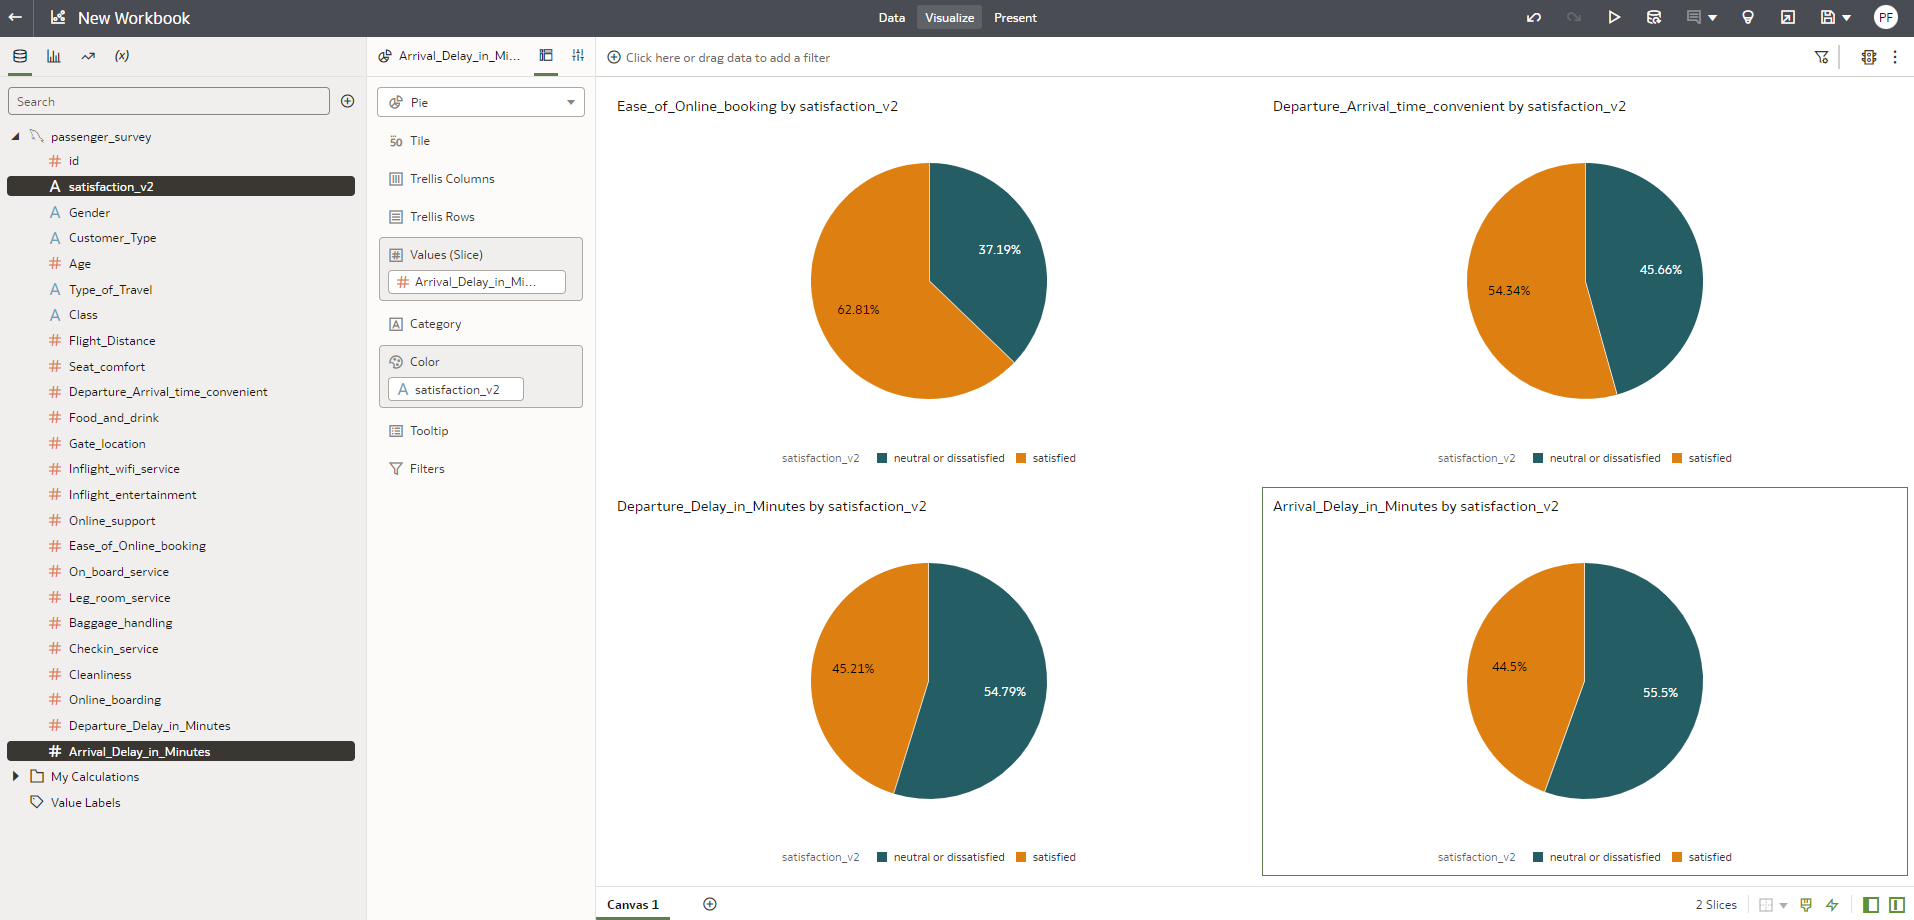 New Workbook
Data Visualize Present
PF
(x)
Search
passenger_survey
# id
A satisfaction_v2
A Gender
A Customer_Type
# Age
A Type_of_Travel
A Class
# Flight_Distance
# Seat_comfort
# Departure_Arrival_time_convenient
# Food_and_drink
# Gate_location
# Inflight_wifi_service
# Inflight_entertainment
# Online_support
# Ease_of_Online_booking
# On_board_service
# Leg_room_service
# Baggage_handling
# Checkin_service
# Cleanliness
# Online_boarding
# Departure_Delay_in_Minutes
# Arrival_Delay_in_Minutes
My Calculations
Value Labels
Arrival_Delay_in_Mi...
Pie
50 Tile
Trellis Columns
Trellis Rows
# Values (Slice)
# Arrival_Delay_in_Mi...
A Category
Color
A satisfaction_v2
Tooltip
Filters
Click here or drag data to add a filter
Ease_of_Online_booking by satisfaction_v2
37.19%
62.81%
satisfaction_v2 neutral or dissatisfied satisfied
Departure_Arrival_time_convenient by satisfaction_v2
45.66%
54.34%
satisfaction_v2 neutral or dissatisfied satisfied
Departure_Delay_in_Minutes by satisfaction_v2
45.21%
54.79%
satisfaction_v2 neutral or dissatisfied satisfied
Arrival_Delay_in_Minutes by satisfaction_v2
44.5%
55.5%
satisfaction_v2 neutral or dissatisfied satisfied
Canvas 1
2 Slices